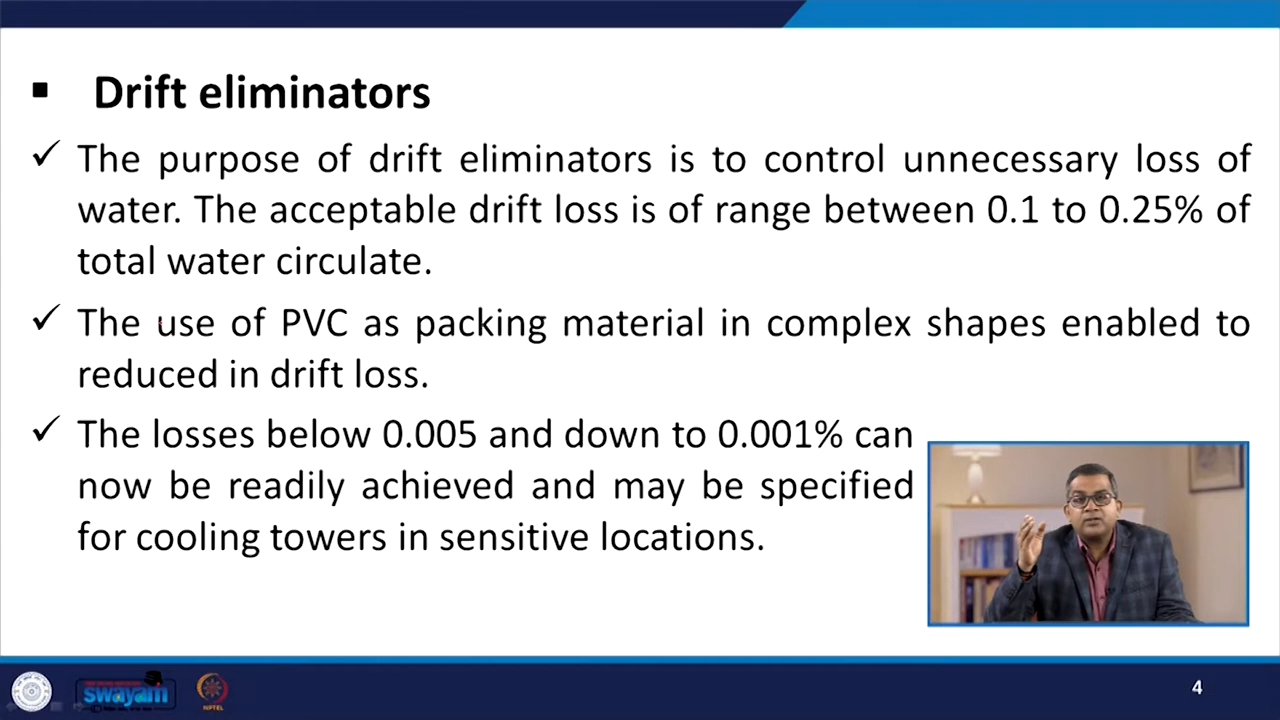 Drift eliminators
The purpose of drift eliminators is to control unnecessary loss of
water. The acceptable drift loss is of range between 0.1 to 0.25% of
total water circulate.
The use of PVC as packing material in complex shapes enabled to
reduced in drift loss.
The losses below 0.005 and down to 0.001% can
now be readily achieved and may be specified
for cooling towers in sensitive locations.
swayam
NPTEL
4